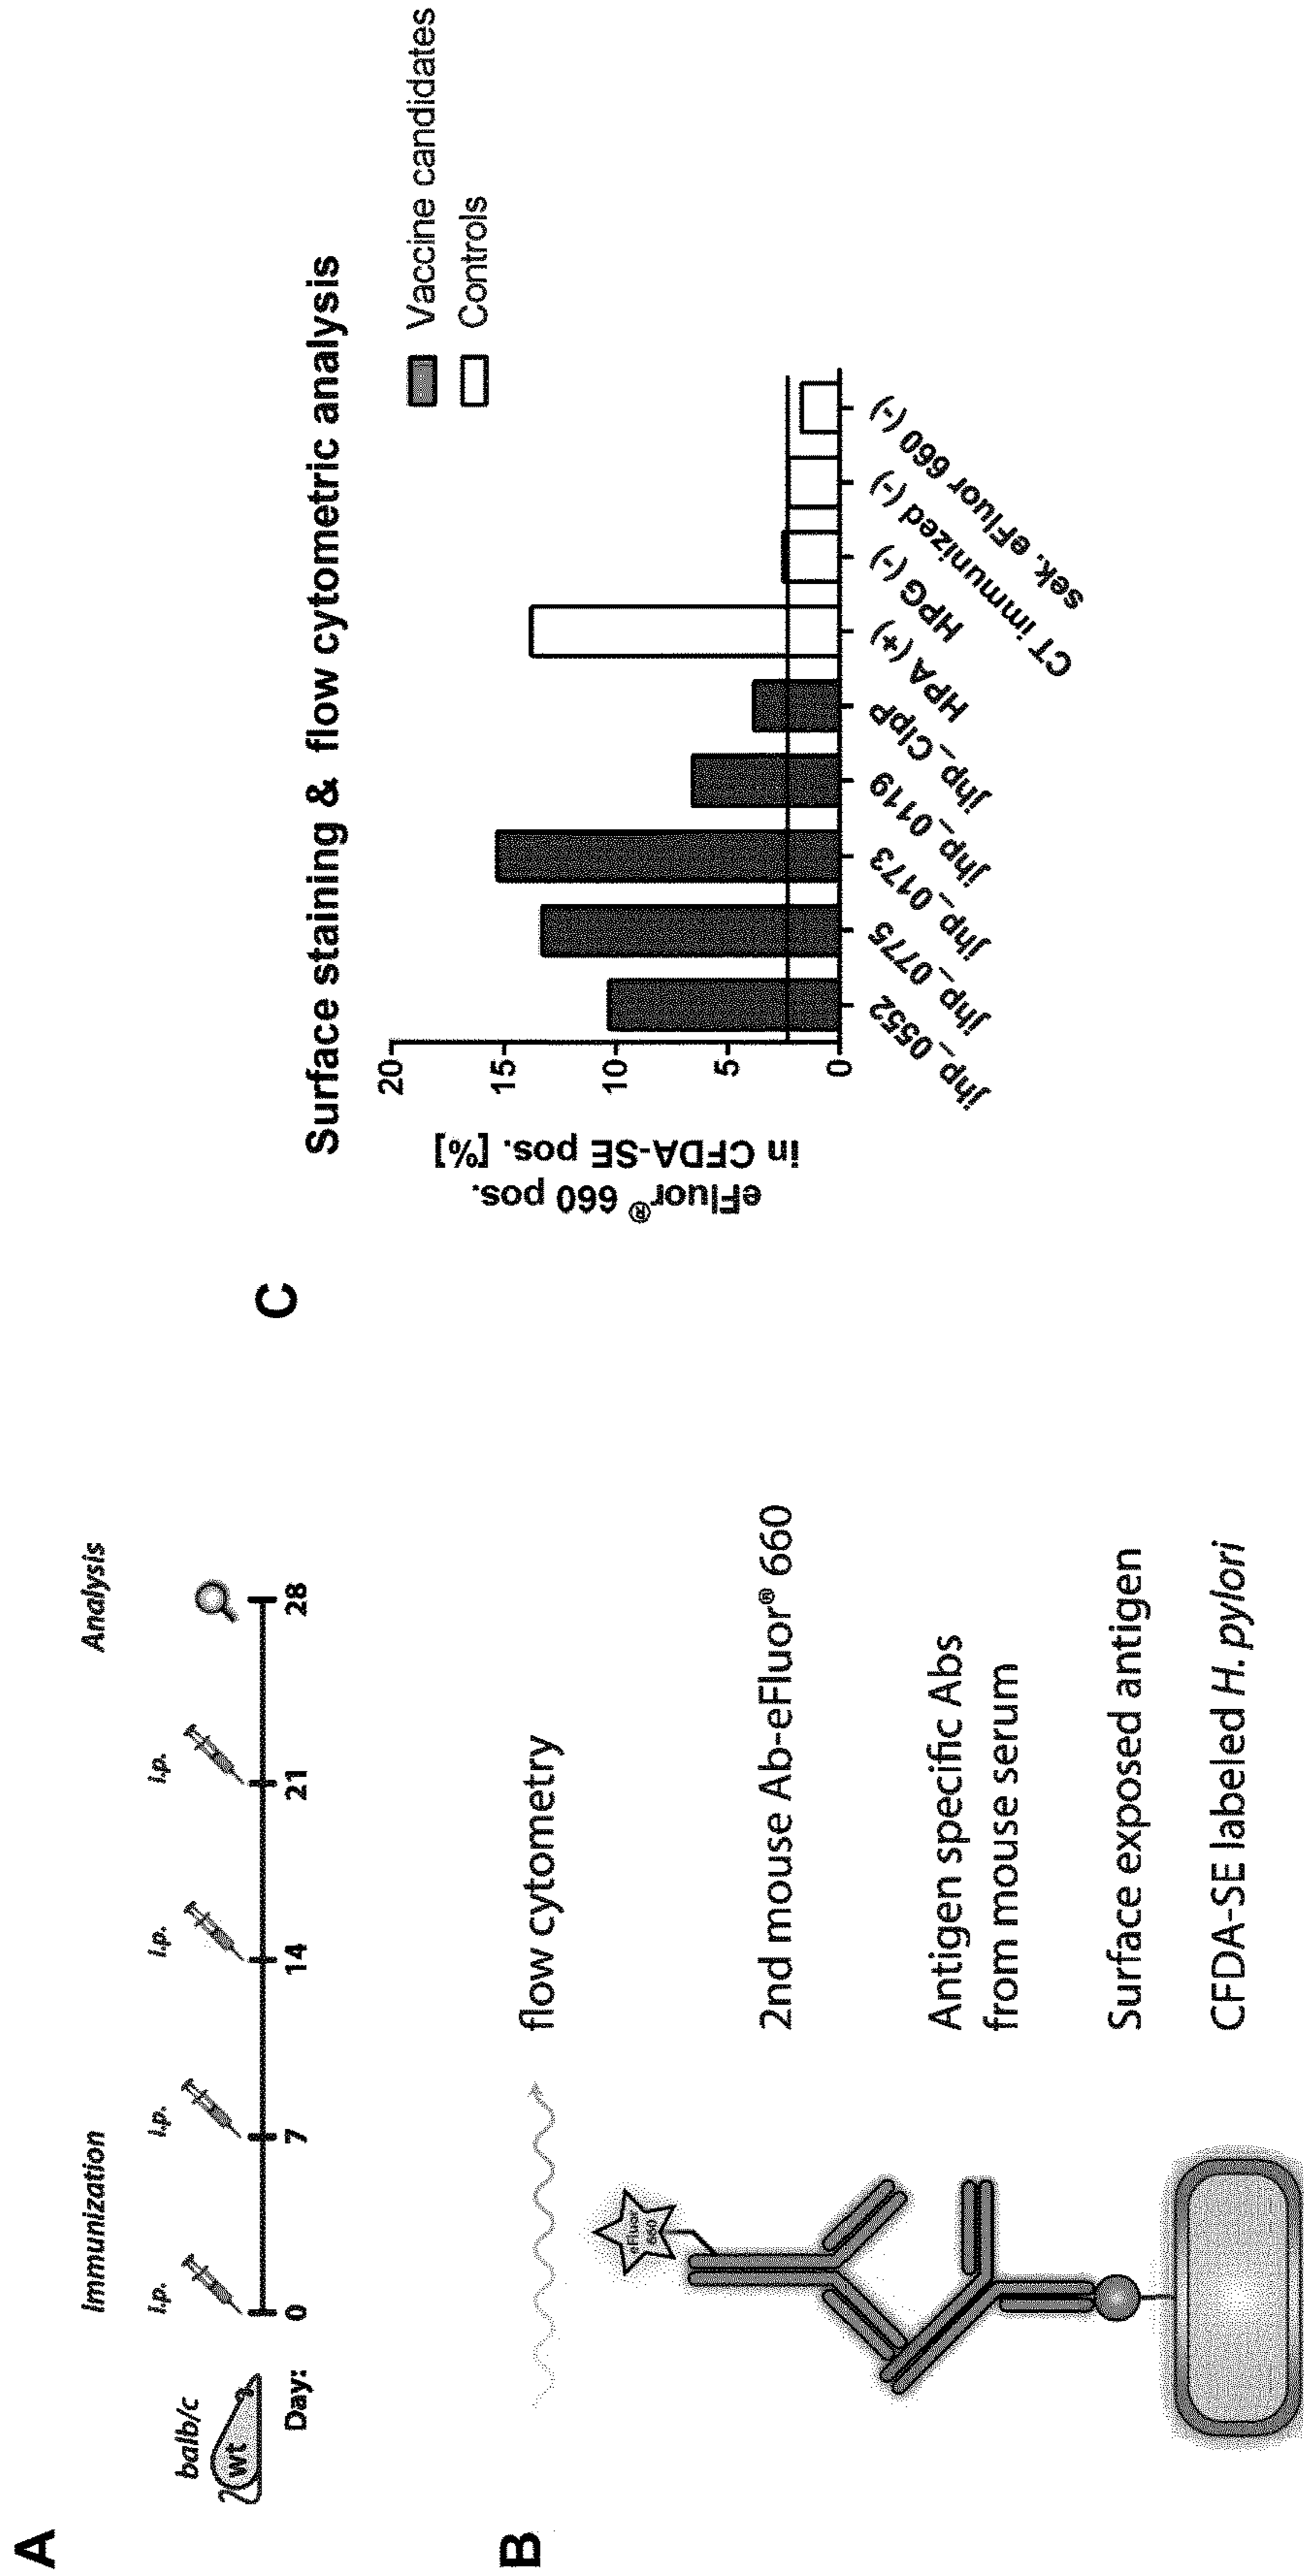 A
Immunization
Analysis
balb/c
i.p.
i.p.
i.p.
i.p.
wt
Day:
0
7
14
21
28
B
flow cytometry
eFluor
660
2nd mouse Ab-eFluor® 660
Antigen specific Abs
from mouse serum
Surface exposed antigen
CFDA-SE labeled H. pylori
C
Surface staining & flow cytometric analysis
Vaccine candidates
Controls
eFluor® 660 pos.
in CFDA-SE pos. [%]
20
15
10
5
0
jhp_0552
jhp_0775
jhp_0173
jhp_0119
jhp_ClpP
HPA (+)
HPG (-)
CT immunized (-)
sek. eFluor 660 (-)